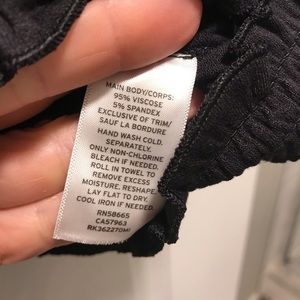 MAIN BODY/CORPS:
95% VISCOSE
5% SPANDEX
EXCLUSIVE OF TRIM/
SAUF LA BORDURE
HAND WASH COLD.
SEPARATELY.
ONLY NON-CHLORINE
BLEACH IF NEEDED.
ROLL IN TOWEL TO
REMOVE EXCESS
MOISTURE. RESHAPE.
LAY FLAT TO DRY.
COOL IRON IF NEEDED.
RN58665
CA57963
RK362270MI